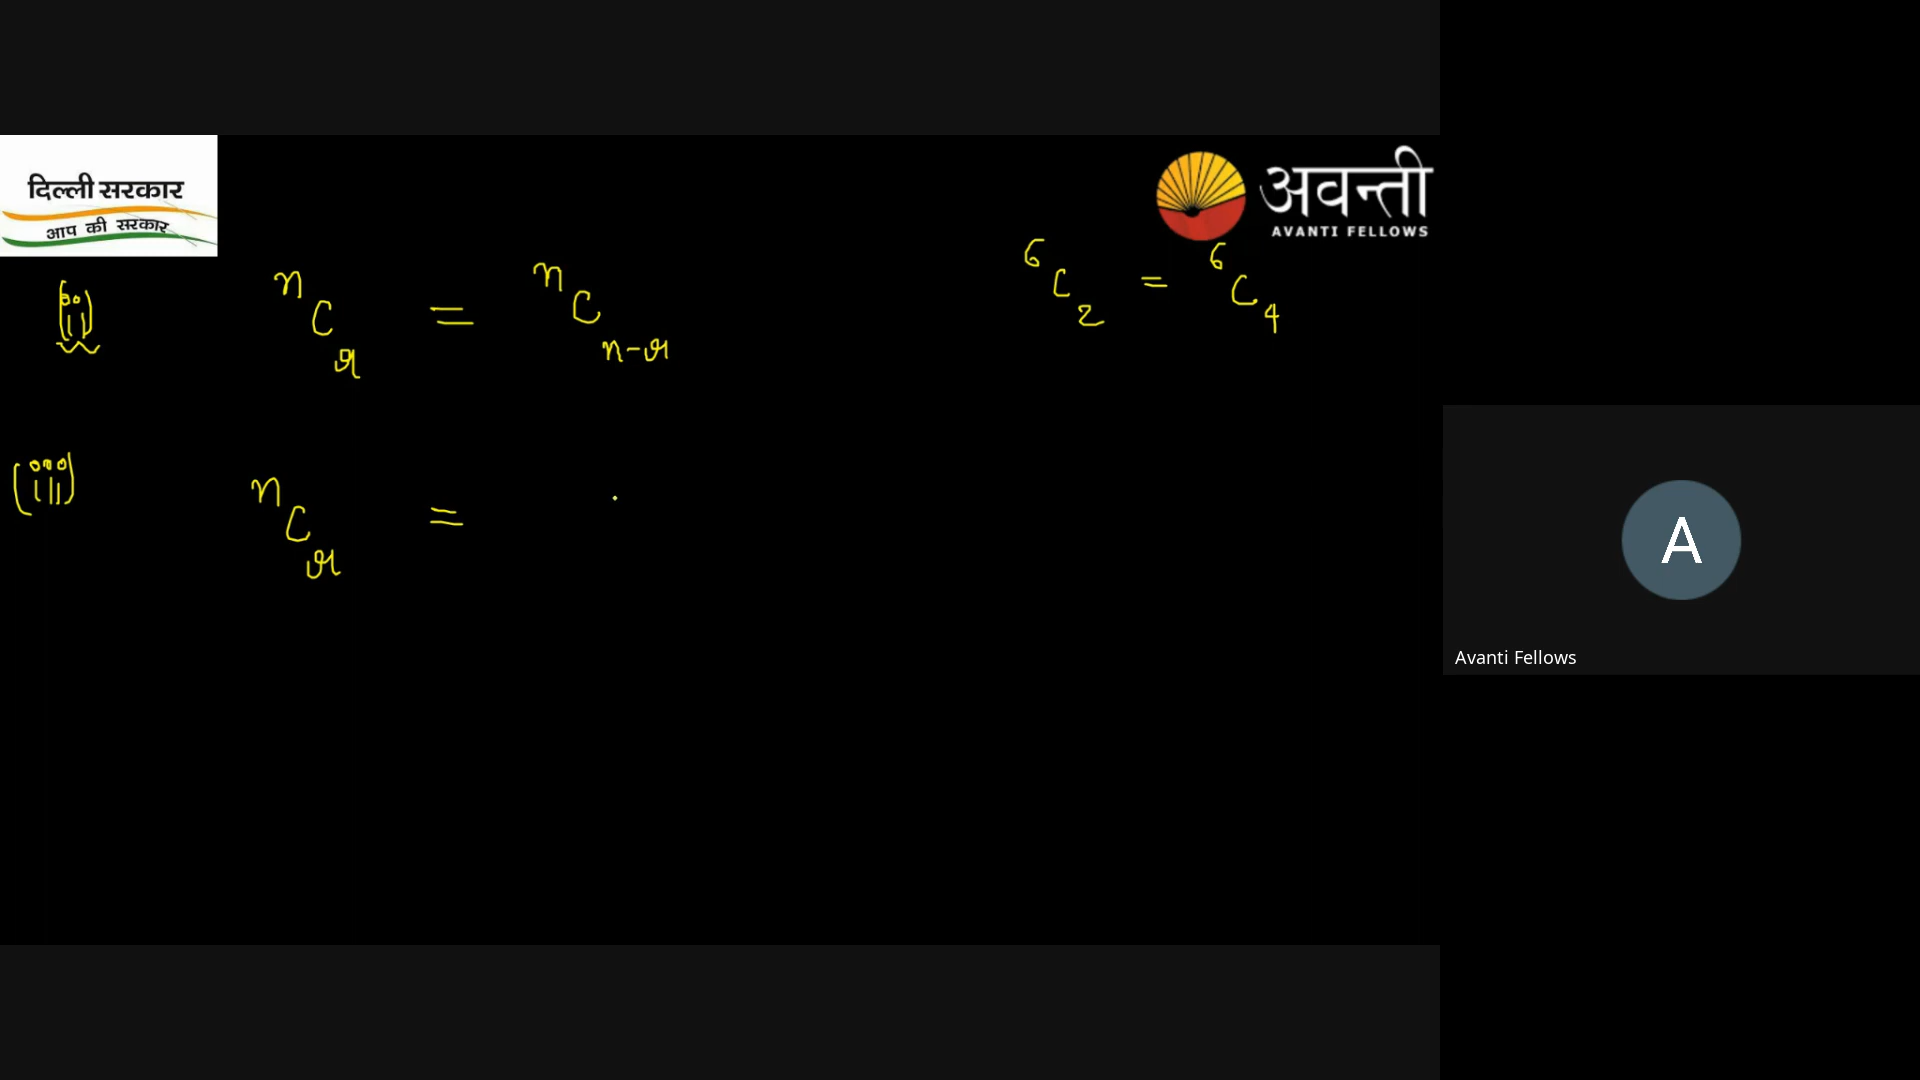 दिल्ली सरकार
आप की सरकार
अवन्ती
AVANTI FELLOWS
(ii) ⁿCᵣ = ⁿCₙ₋ᵣ
⁶C₂ = ⁶C₄
(iii) ⁿCᵣ =
A
Avanti Fellows